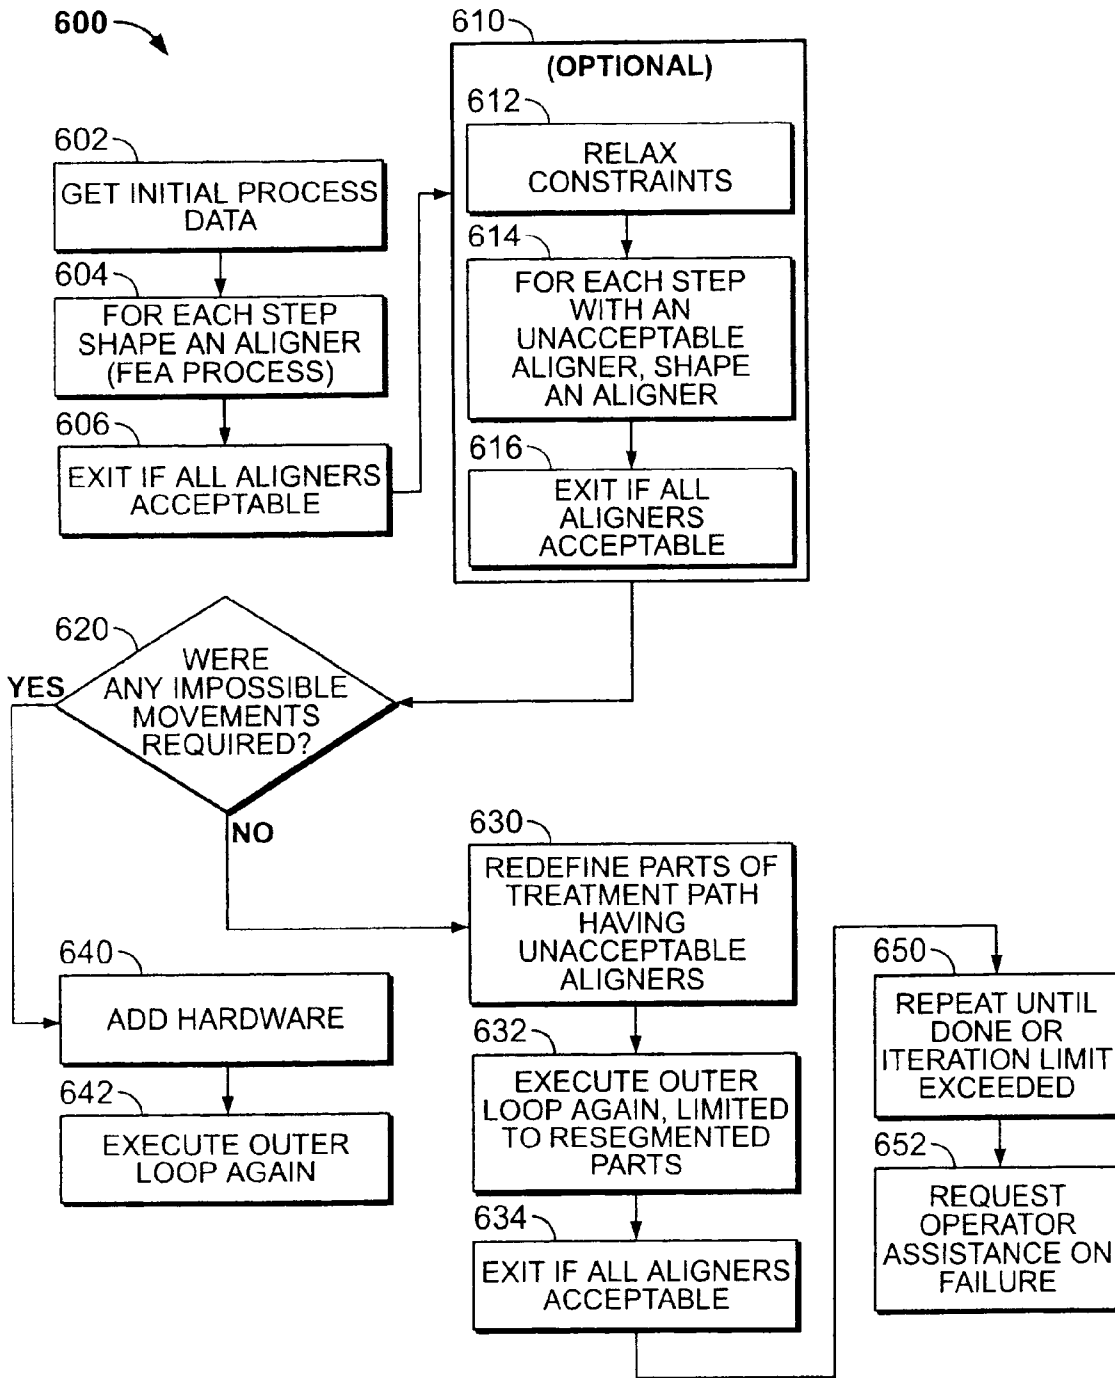 600
602
GET INITIAL PROCESS
DATA
604
FOR EACH STEP
SHAPE AN ALIGNER
(FEA PROCESS)
606
EXIT IF ALL ALIGNERS
ACCEPTABLE
610
(OPTIONAL)
612
RELAX
CONSTRAINTS
614
FOR EACH STEP
WITH AN
UNACCEPTABLE
ALIGNER, SHAPE
AN ALIGNER
616
EXIT IF ALL
ALIGNERS
ACCEPTABLE
620
WERE
ANY IMPOSSIBLE
MOVEMENTS
REQUIRED?
YES
NO
640
ADD HARDWARE
642
EXECUTE OUTER
LOOP AGAIN
630
REDEFINE PARTS OF
TREATMENT PATH
HAVING
UNACCEPTABLE
ALIGNERS
632
EXECUTE OUTER
LOOP AGAIN, LIMITED
TO RESEGMENTED
PARTS
634
EXIT IF ALL ALIGNERS
ACCEPTABLE
650
REPEAT UNTIL
DONE OR
ITERATION LIMIT
EXCEEDED
652
REQUEST
OPERATOR
ASSISTANCE ON
FAILURE